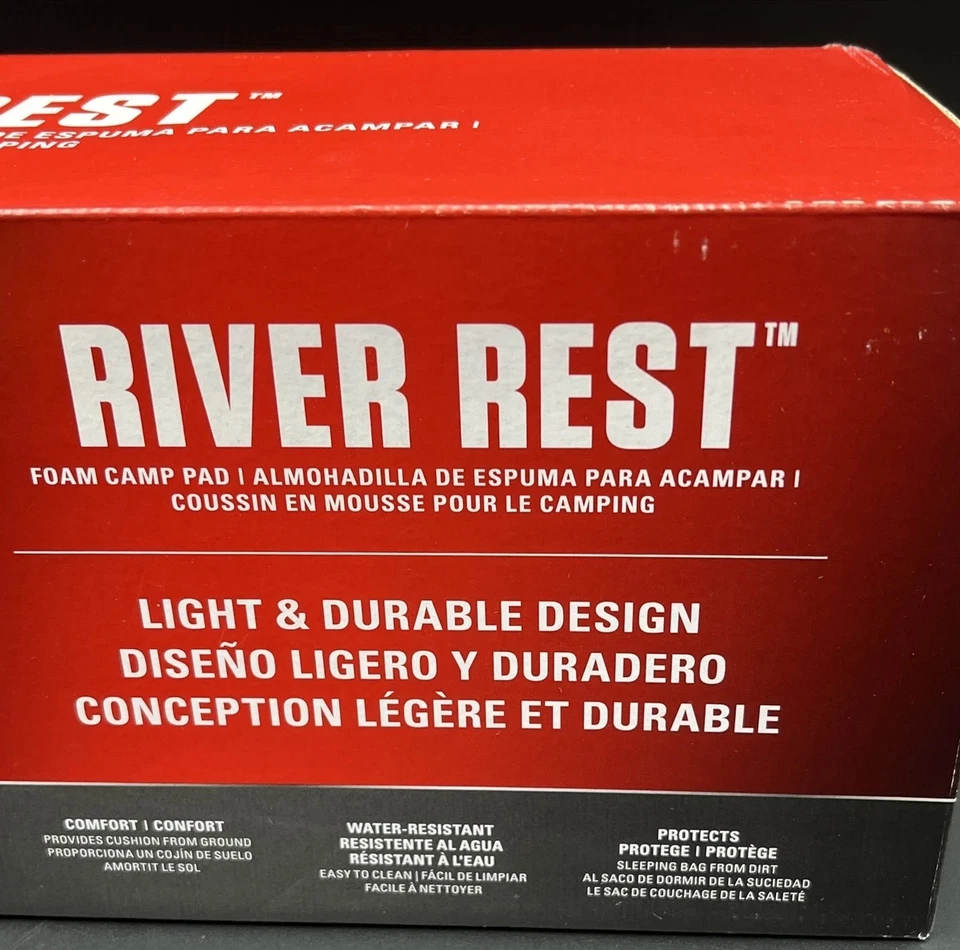 REST™
DE ESPUMA PARA ACAMPAR |
PING
RIVER REST™
FOAM CAMP PAD | ALMOHADILLA DE ESPUMA PARA ACAMPAR |
COUSSIN EN MOUSSE POUR LE CAMPING
LIGHT & DURABLE DESIGN
DISEÑO LIGERO Y DURADERO
CONCEPTION LÉGÈRE ET DURABLE
COMFORT | CONFORT
PROVIDES CUSHION FROM GROUND
PROPORCIONA UN COJÍN DE SUELO
AMORTIT LE SOL
WATER-RESISTANT
RESISTENTE AL AGUA
RÉSISTANT À L'EAU
EASY TO CLEAN | FÁCIL DE LIMPIAR
FACILE À NETTOYER
PROTECTS
PROTEGE | PROTÈGE
SLEEPING BAG FROM DIRT
AL SACO DE DORMIR DE LA SUCIEDAD
LE SAC DE COUCHAGE DE LA SALETÉ